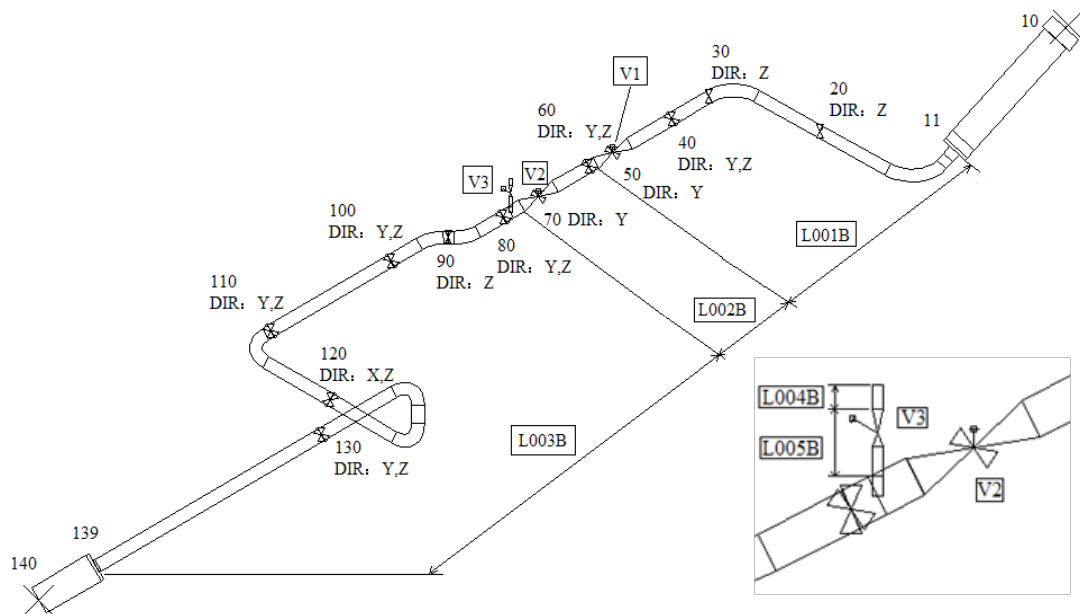 10
30
DIR：Z
V1
20
DIR：Z
60
DIR：Y,Z
11
40
DIR：Y,Z
V3
V2
50
DIR：Y
70 DIR：Y
100
DIR：Y,Z
80
DIR：Y,Z
L001B
90
DIR：Z
110
DIR：Y,Z
L002B
120
DIR：X,Z
L004B
V3
L003B
L005B
130
DIR：Y,Z
V2
139
140